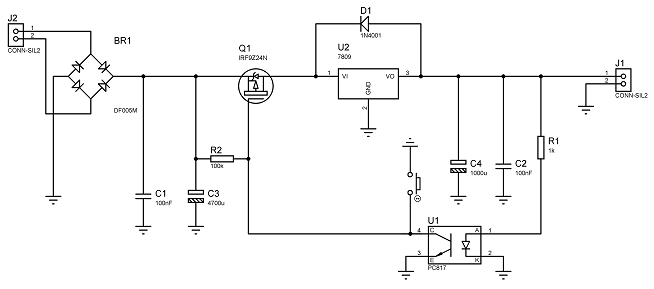 J2
1
2
CONN-SIL2
BR1
DF005M
Q1
IRF9Z24N
D1
1N4001
U2
7809
1
VI
VO
3
GND
2
J1
1
2
CONN-SIL2
R2
100k
C1
100nF
C3
4700u
C4
1000u
C2
100nF
R1
1k
U1
4
C
A
1
3
E
K
2
PC817